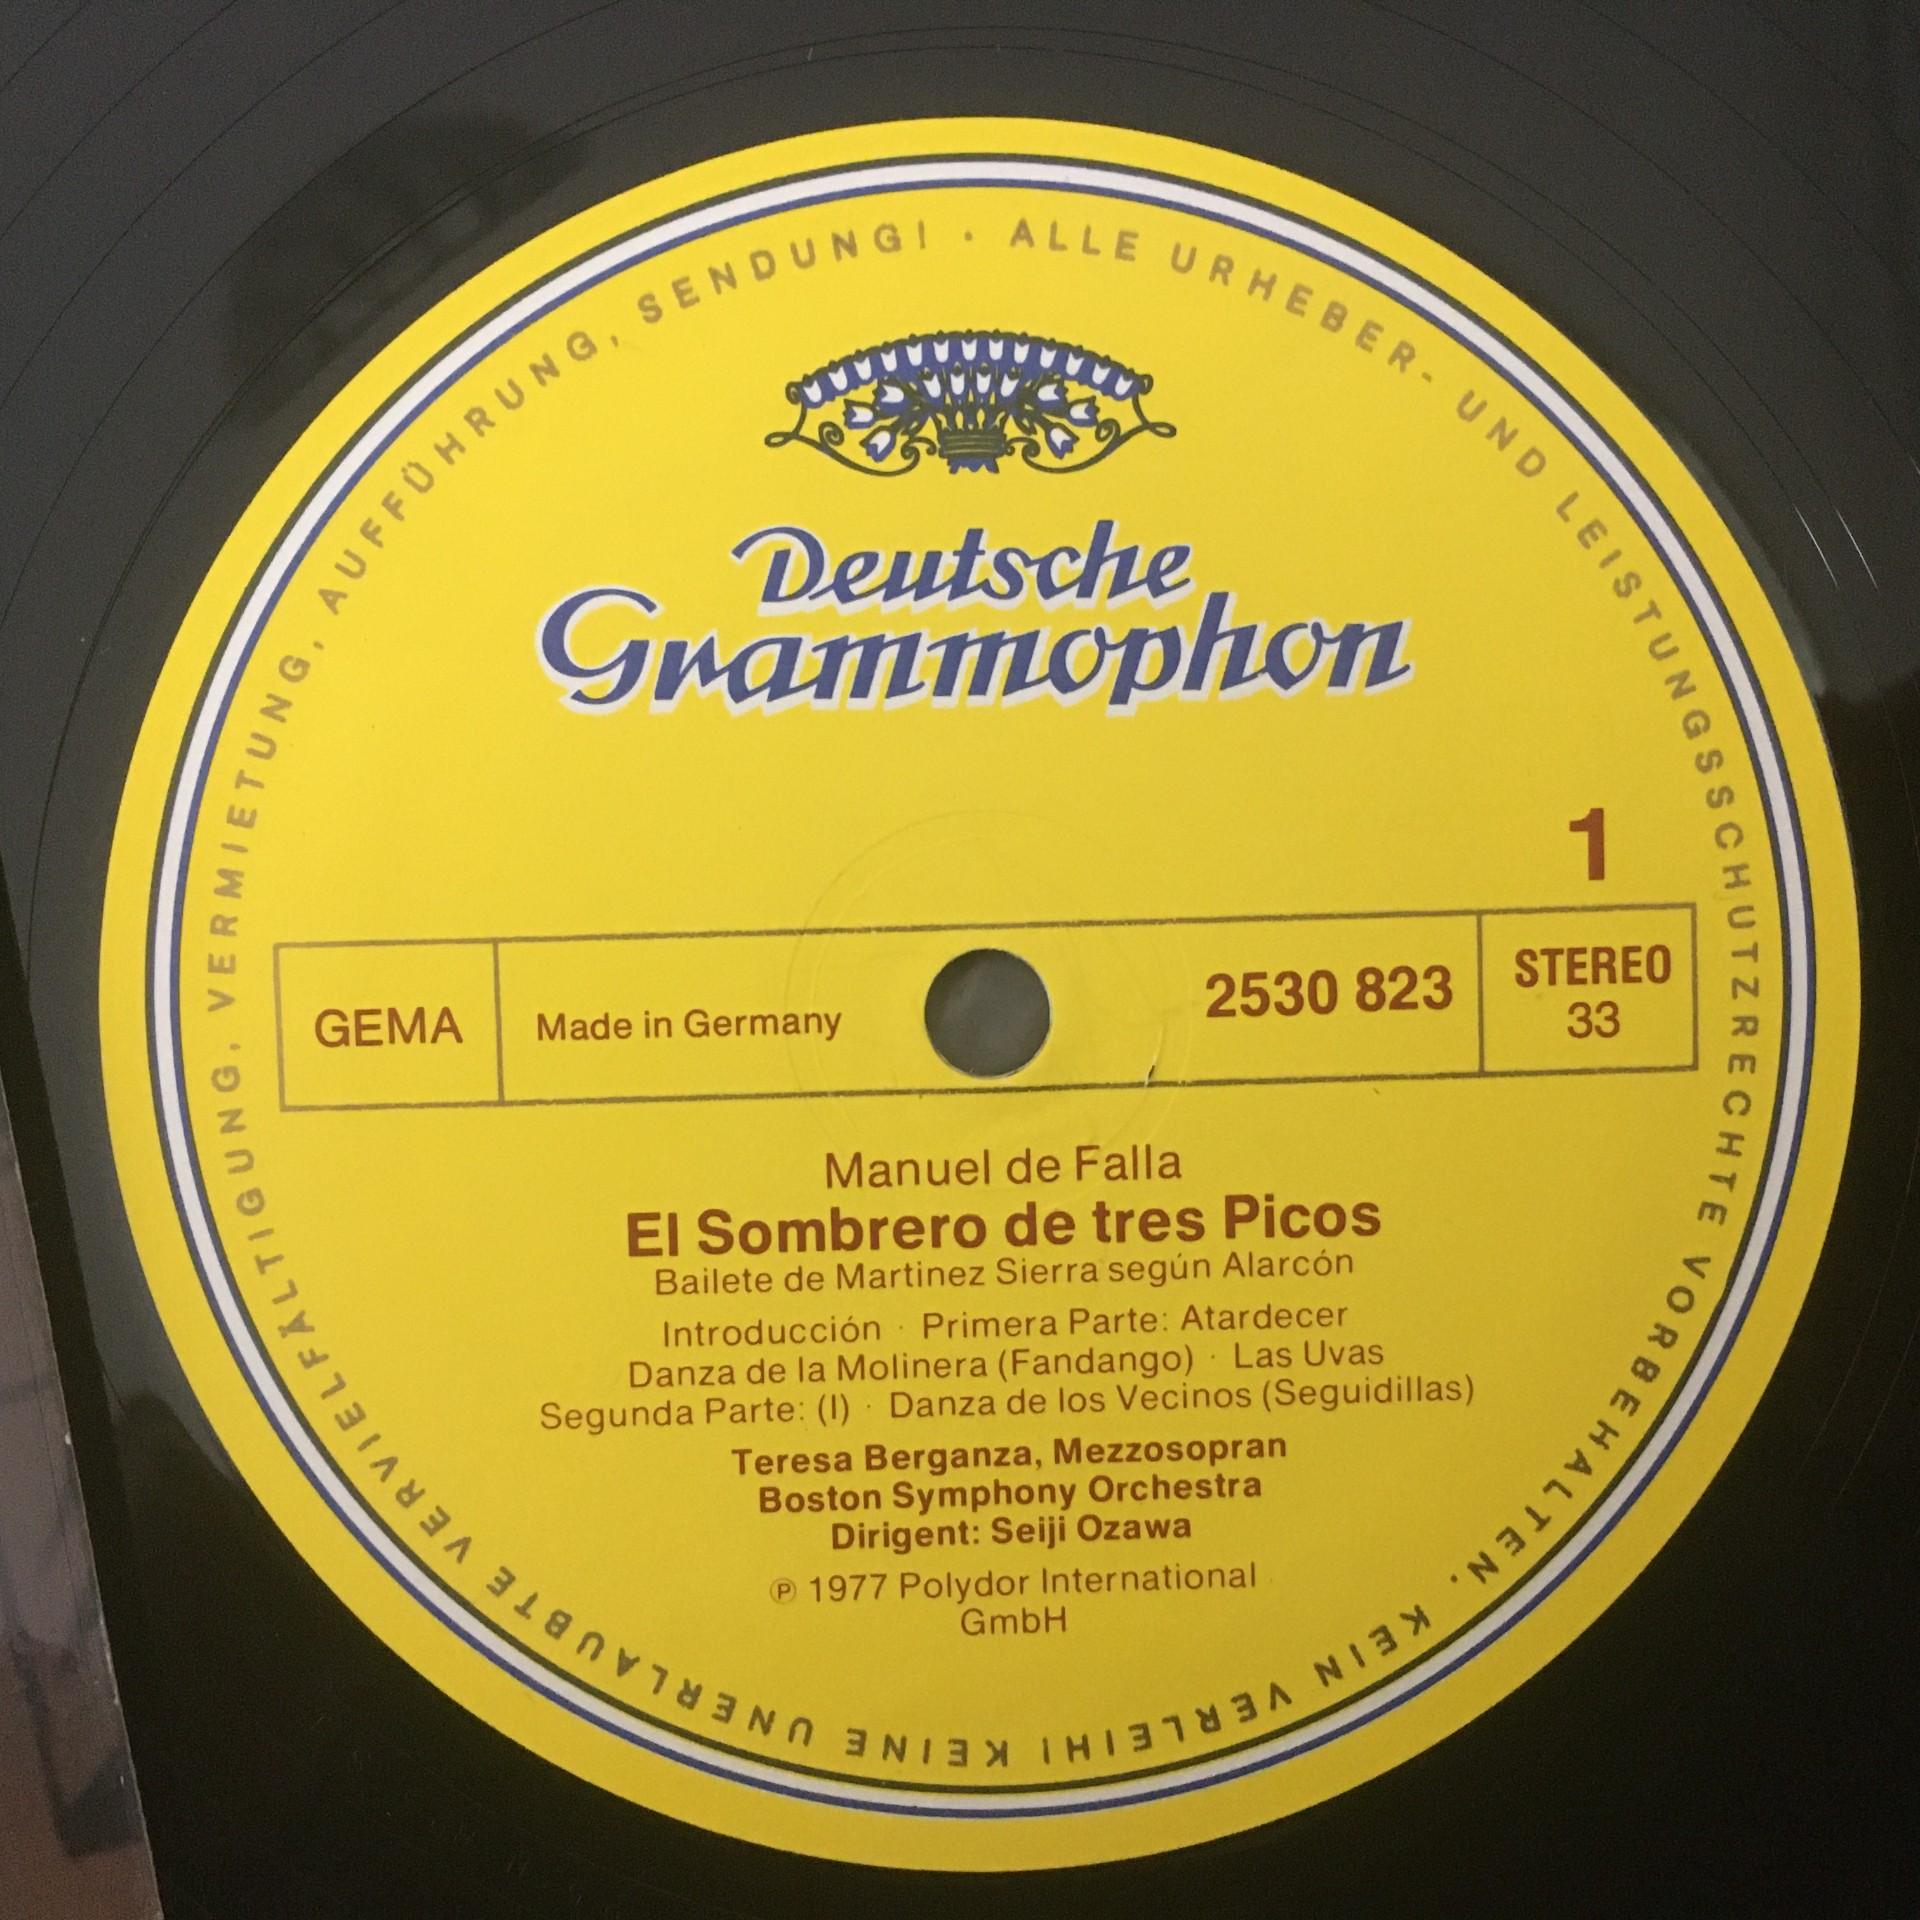 ALLE URHEBER- UND LEISTUNGSSCHUTZRECHTE VORBEHALTEN. KEIN VERLEIH! KEINE UNERLAUBTE VERVIELFÄLTIGUNG, VERMIETUNG, AUFFÜHRUNG, SENDUNG! ·
Deutsche
Grammophon
1
GEMA
Made in Germany
2530 823
STEREO
33
Manuel de Falla
El Sombrero de tres Picos
Bailete de Martinez Sierra según Alarcón
Introducción · Primera Parte: Atardecer
Danza de la Molinera (Fandango) · Las Uvas
Segunda Parte: (I) · Danza de los Vecinos (Seguidillas)
Teresa Berganza, Mezzosopran
Boston Symphony Orchestra
Dirigent: Seiji Ozawa
℗ 1977 Polydor International
GmbH